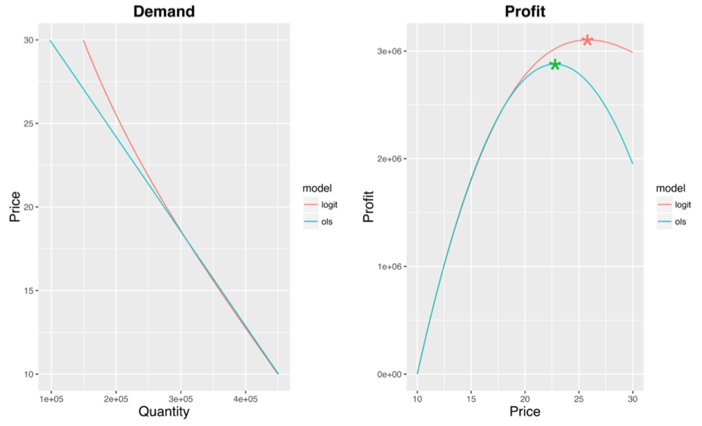 Demand
30
25
20
15
10
Price
1e+05
2e+05
3e+05
4e+05
Quantity
model
logit
ols
Profit
3e+06
2e+06
1e+06
0e+00
Profit
10
15
20
25
30
Price
model
logit
ols